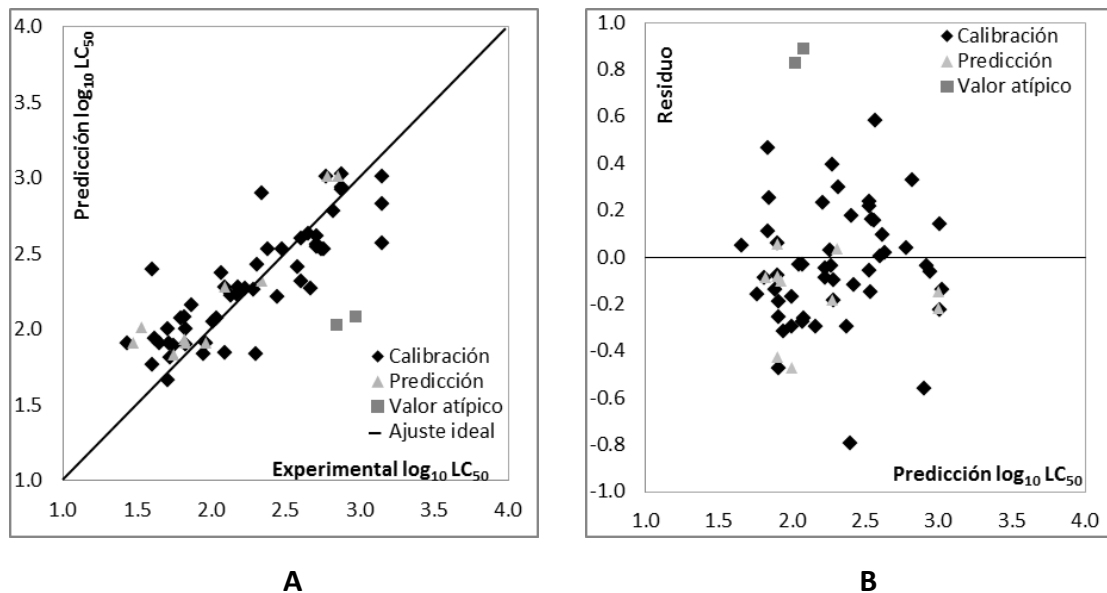 4.0
3.5
3.0
2.5
2.0
1.5
1.0
Predicción log10 LC50
Calibración
Predicción
Valor atípico
Ajuste ideal
Experimental log10 LC50
1.0 1.5 2.0 2.5 3.0 3.5 4.0
A
1.0
0.8
0.6
0.4
0.2
0.0
-0.2
-0.4
-0.6
-0.8
-1.0
Residuo
Calibración
Predicción
Valor atípico
Predicción log10 LC50
1.0 1.5 2.0 2.5 3.0 3.5 4.0
B